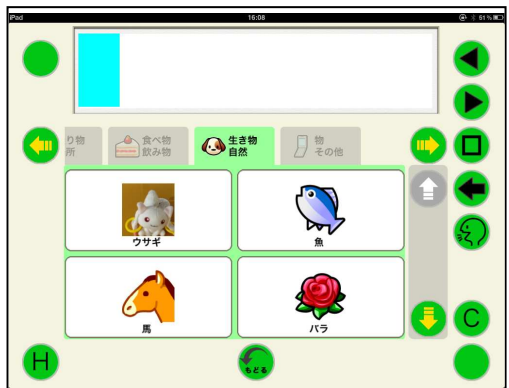 iPad
16:08
61%
り物
所
食べ物
飲み物
生き物
自然
物
その他
ウサギ
魚
馬
バラ
C
H
もどる